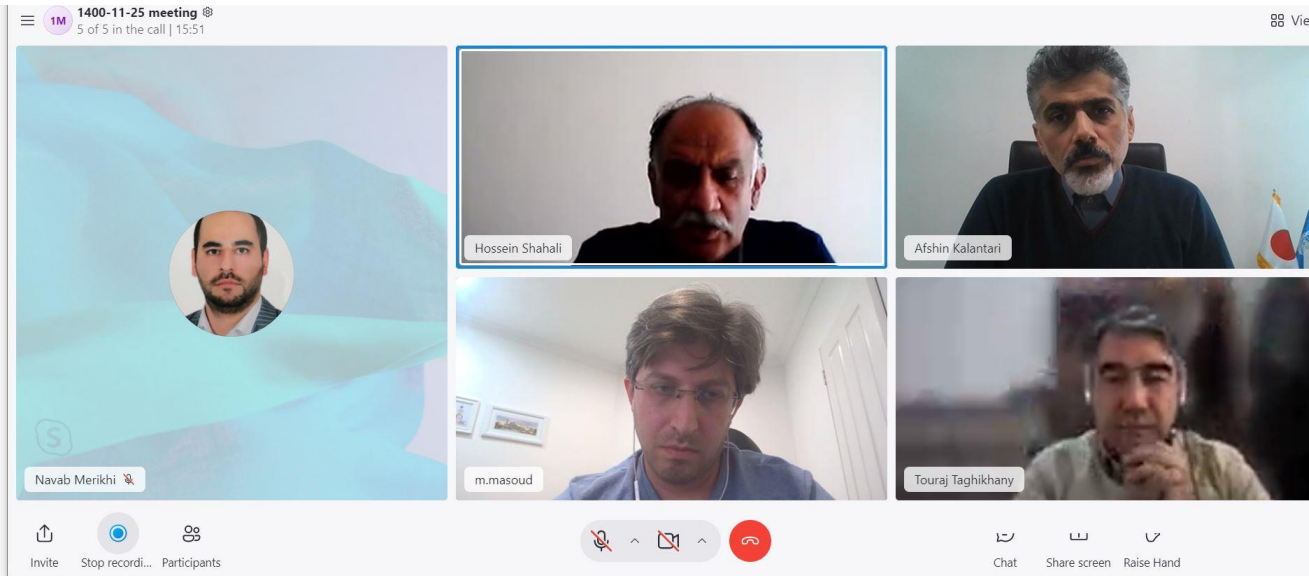 1M
1400-11-25 meeting
5 of 5 in the call | 15:51
Vie
Hossein Shahali
Afshin Kalantari
Navab Merikhi
m.masoud
Touraj Taghikhany
Invite
Stop recordi...
Participants
Chat
Share screen
Raise Hand